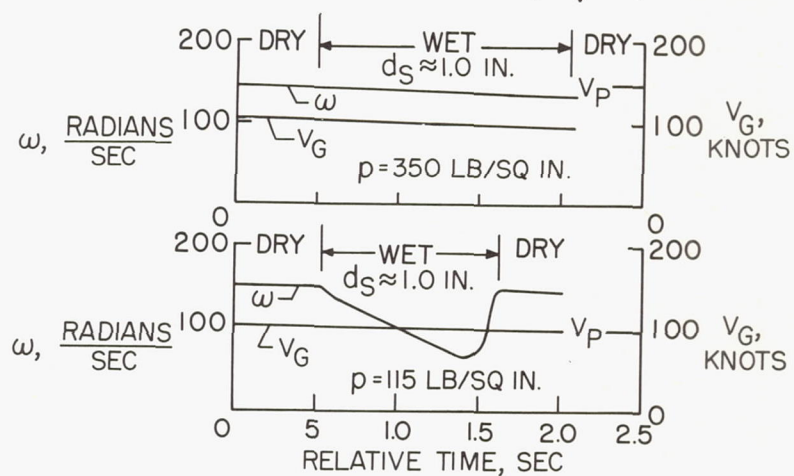 200 DRY WET DRY 200
dS≈1.0 IN.
VP
ω
ω, RADIANS/SEC 100 100 VG, KNOTS
VG
p=350 LB/SQ IN.
0 0
200 DRY WET DRY 200
dS≈1.0 IN.
ω
ω, RADIANS/SEC 100 VP 100 VG, KNOTS
VG
p=115 LB/SQ IN.
0 5 1.0 1.5 2.0 2.5 0
RELATIVE TIME, SEC